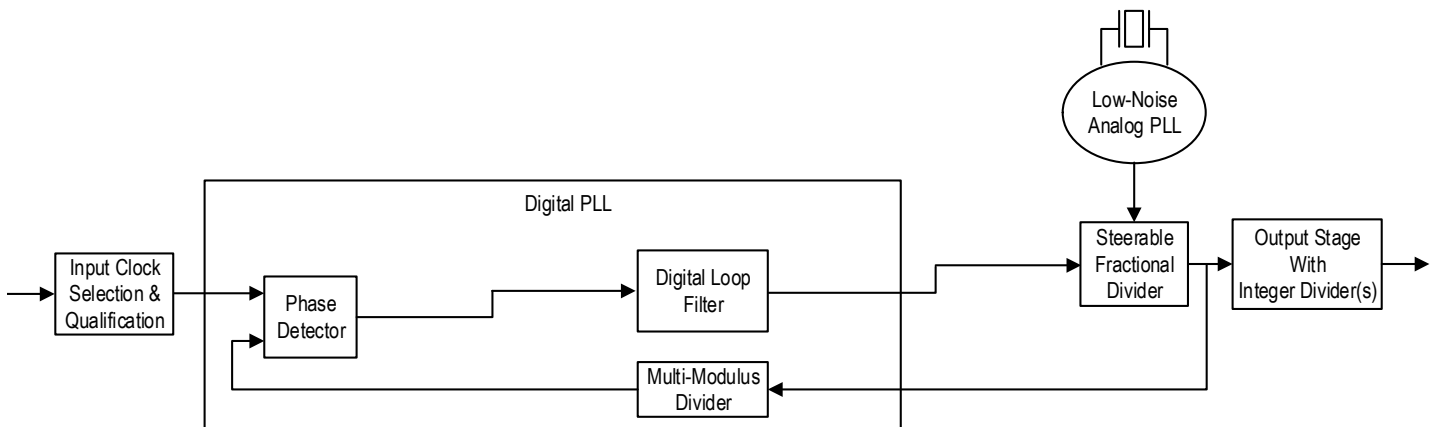 Low-Noise
Analog PLL
Digital PLL
Input Clock
Selection &
Qualification
Phase
Detector
Digital Loop
Filter
Multi-Modulus
Divider
Steerable
Fractional
Divider
Output Stage
With
Integer Divider(s)